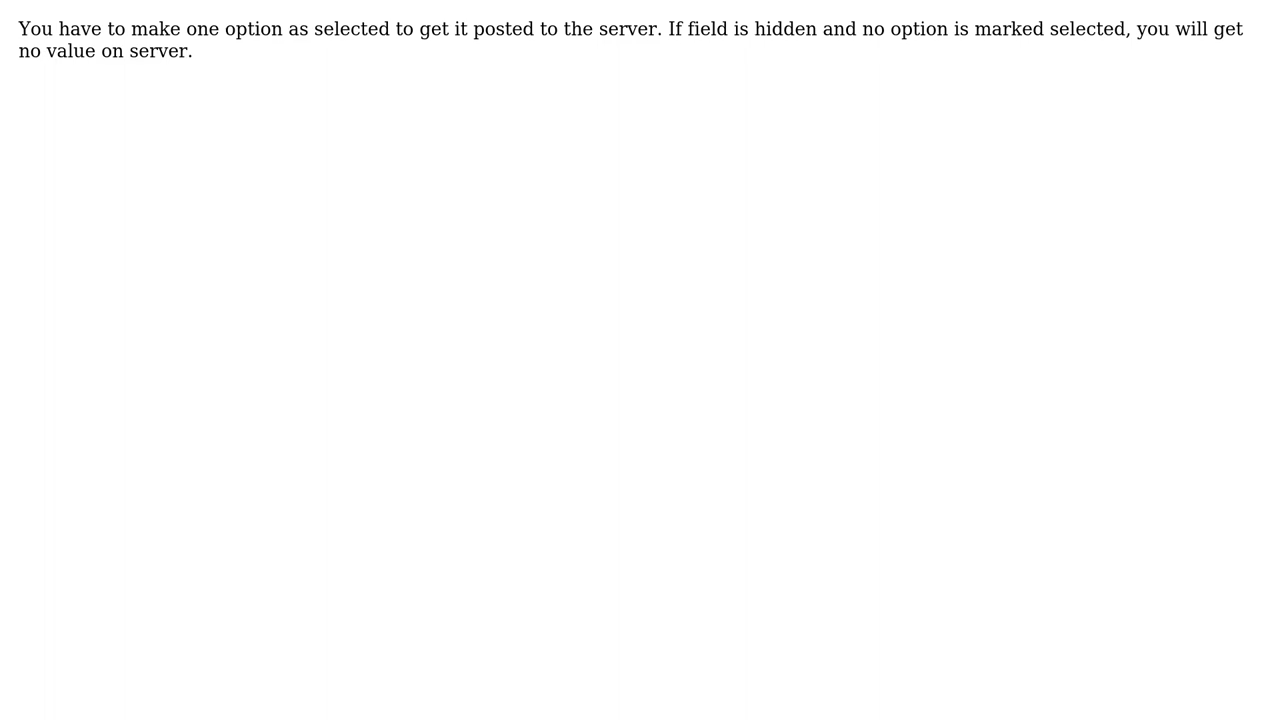 You have to make one option as selected to get it posted to the server. If field is hidden and no option is marked selected, you will get
no value on server.